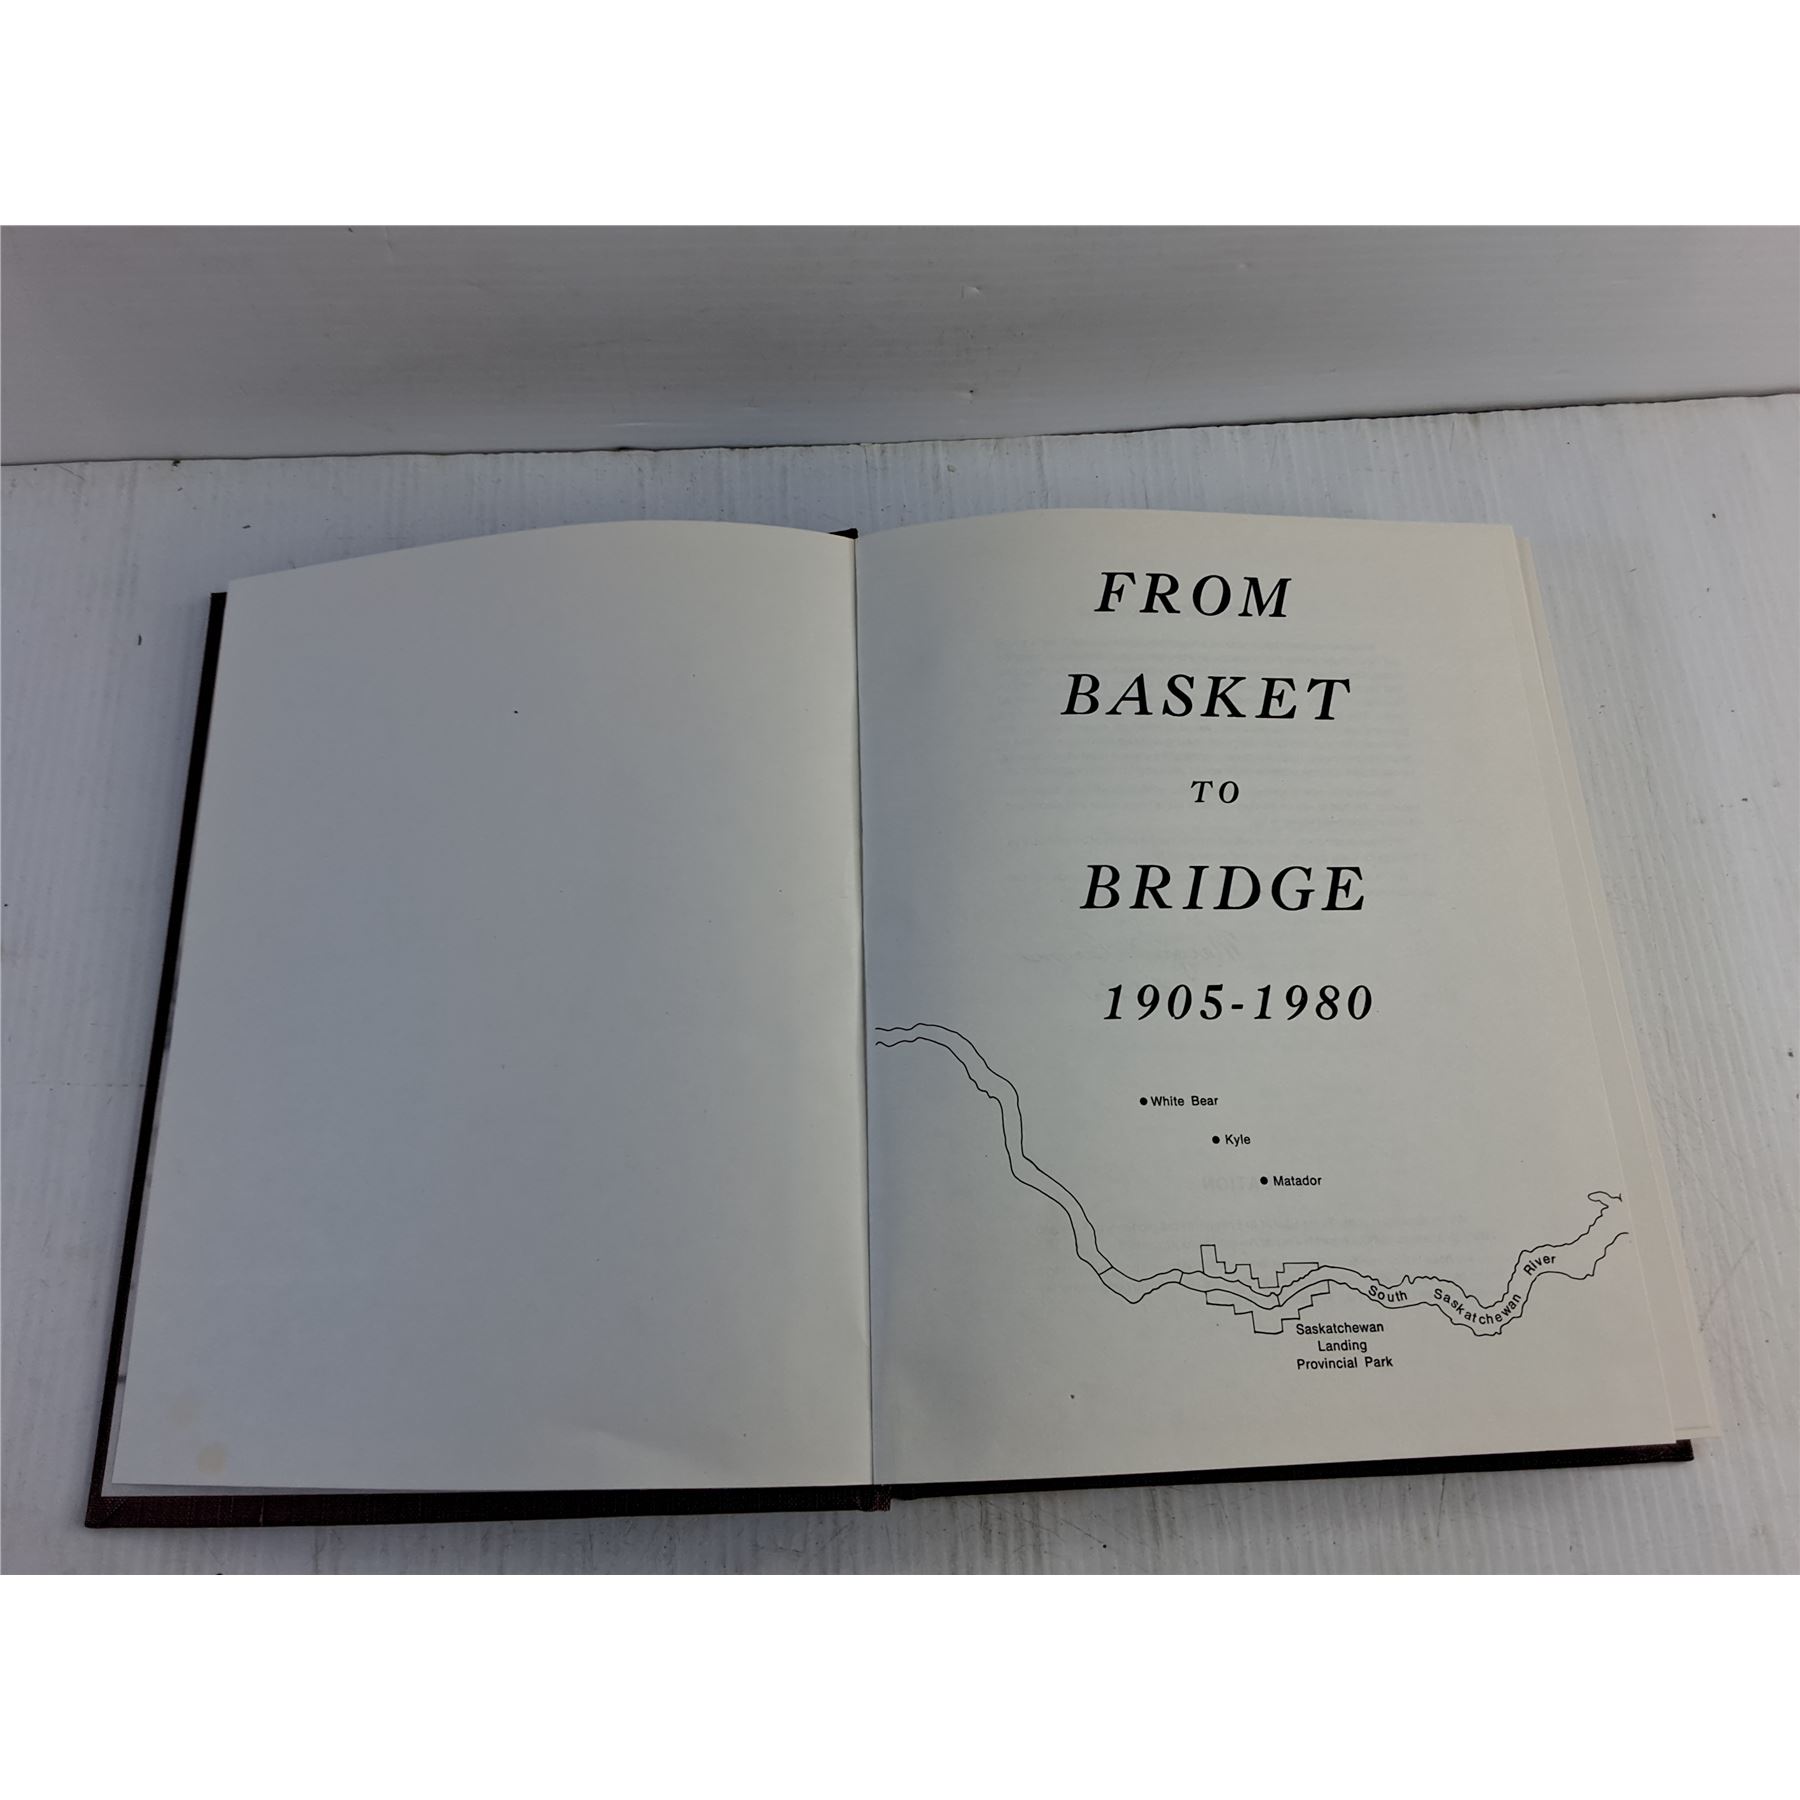 FROM
BASKET
TO
BRIDGE
1905-1980
White Bear
Kyle
Matador
South Saskatchewan River
Saskatchewan
Landing
Provincial Park